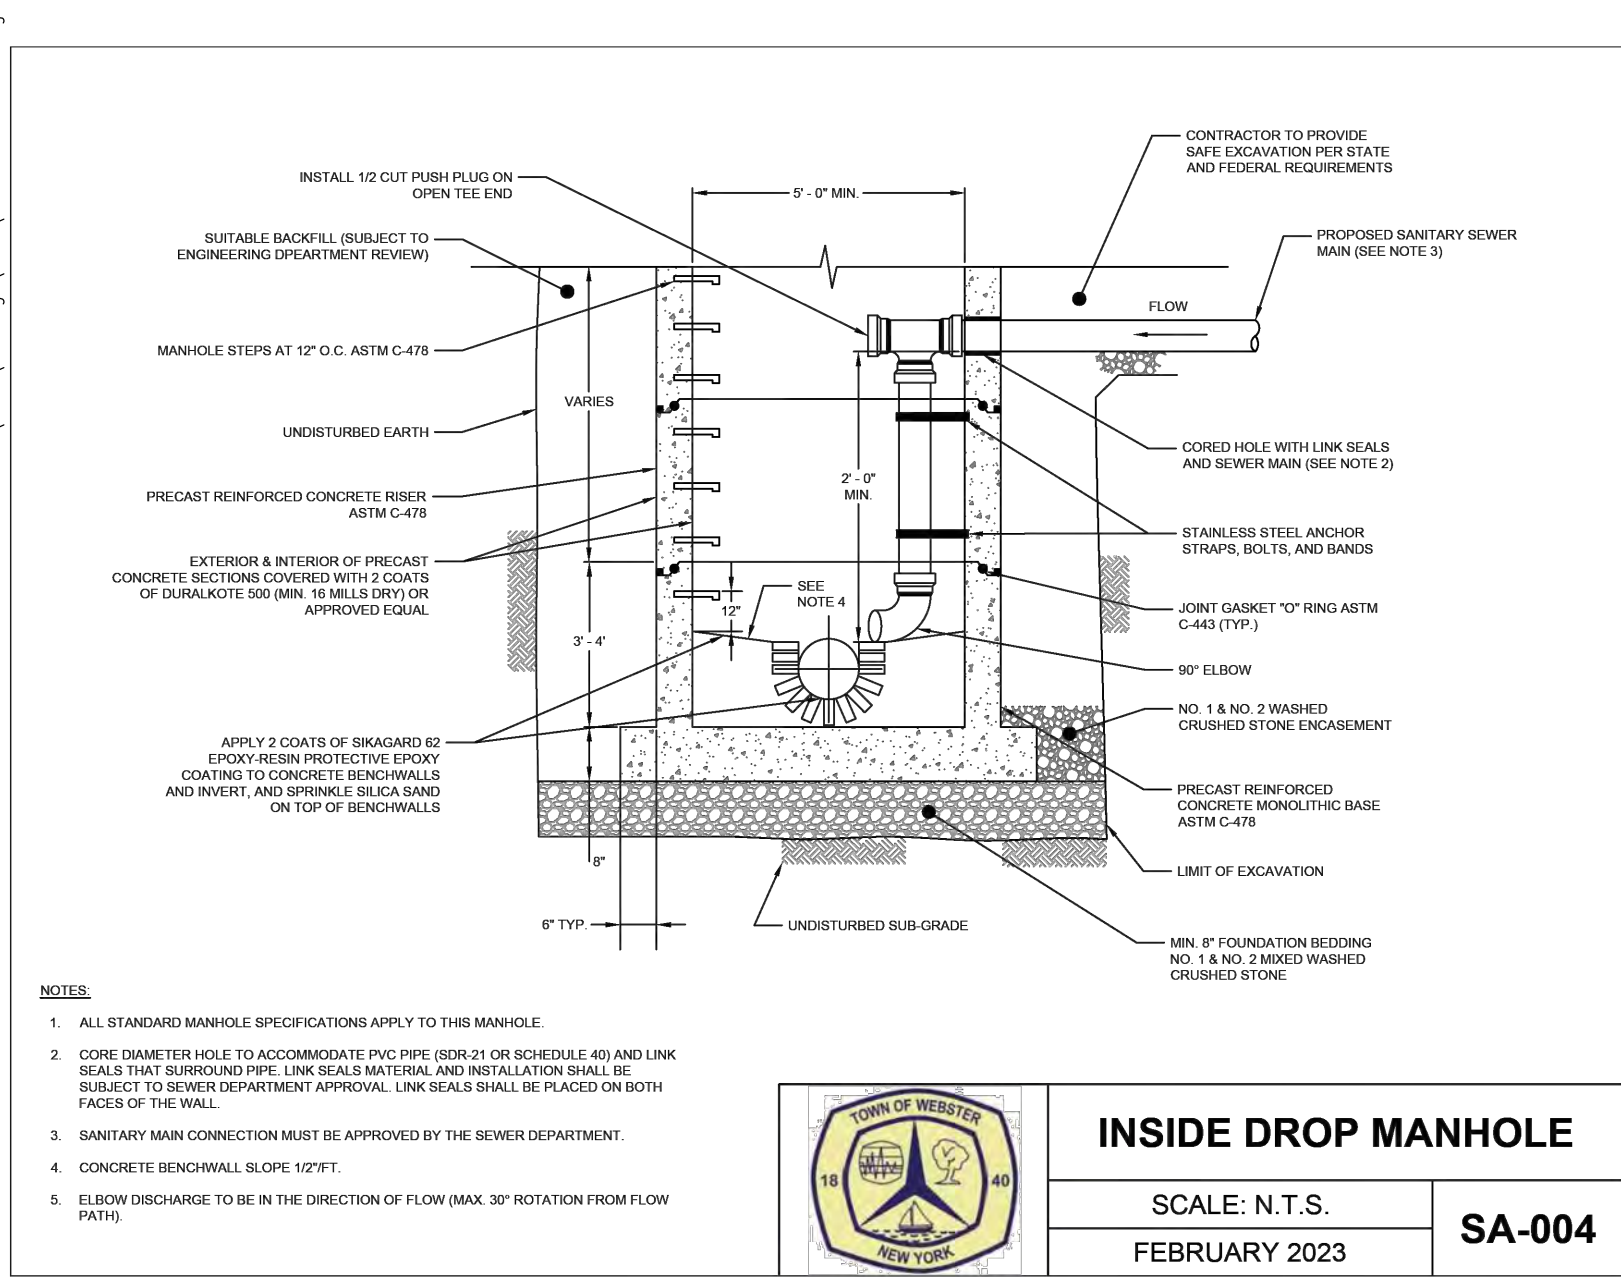 CONTRACTOR TO PROVIDE
SAFE EXCAVATION PER STATE
AND FEDERAL REQUIREMENTS
INSTALL 1/2 CUT PUSH PLUG ON
OPEN TEE END
5' - 0" MIN.
SUITABLE BACKFILL (SUBJECT TO
ENGINEERING DPEARTMENT REVIEW)
PROPOSED SANITARY SEWER
MAIN (SEE NOTE 3)
FLOW
MANHOLE STEPS AT 12" O.C. ASTM C-478
VARIES
UNDISTURBED EARTH
CORED HOLE WITH LINK SEALS
AND SEWER MAIN (SEE NOTE 2)
2' - 0"
MIN.
PRECAST REINFORCED CONCRETE RISER
ASTM C-478
STAINLESS STEEL ANCHOR
STRAPS, BOLTS, AND BANDS
EXTERIOR & INTERIOR OF PRECAST
CONCRETE SECTIONS COVERED WITH 2 COATS
OF DURALKOTE 500 (MIN. 16 MILLS DRY) OR
APPROVED EQUAL
SEE
NOTE 4
12"
JOINT GASKET "O" RING ASTM
C-443 (TYP.)
3' - 4'
90° ELBOW
NO. 1 & NO. 2 WASHED
CRUSHED STONE ENCASEMENT
APPLY 2 COATS OF SIKAGARD 62
EPOXY-RESIN PROTECTIVE EPOXY
COATING TO CONCRETE BENCHWALLS
AND INVERT, AND SPRINKLE SILICA SAND
ON TOP OF BENCHWALLS
PRECAST REINFORCED
CONCRETE MONOLITHIC BASE
ASTM C-478
8"
LIMIT OF EXCAVATION
6" TYP.
UNDISTURBED SUB-GRADE
MIN. 8" FOUNDATION BEDDING
NO. 1 & NO. 2 MIXED WASHED
CRUSHED STONE
NOTES:
1. ALL STANDARD MANHOLE SPECIFICATIONS APPLY TO THIS MANHOLE.
2. CORE DIAMETER HOLE TO ACCOMMODATE PVC PIPE (SDR-21 OR SCHEDULE 40) AND LINK
SEALS THAT SURROUND PIPE. LINK SEALS MATERIAL AND INSTALLATION SHALL BE
SUBJECT TO SEWER DEPARTMENT APPROVAL. LINK SEALS SHALL BE PLACED ON BOTH
FACES OF THE WALL.
3. SANITARY MAIN CONNECTION MUST BE APPROVED BY THE SEWER DEPARTMENT.
4. CONCRETE BENCHWALL SLOPE 1/2"/FT.
5. ELBOW DISCHARGE TO BE IN THE DIRECTION OF FLOW (MAX. 30° ROTATION FROM FLOW
PATH).
TOWN OF WEBSTER
18 40
NEW YORK
INSIDE DROP MANHOLE
SCALE: N.T.S.
FEBRUARY 2023
SA-004